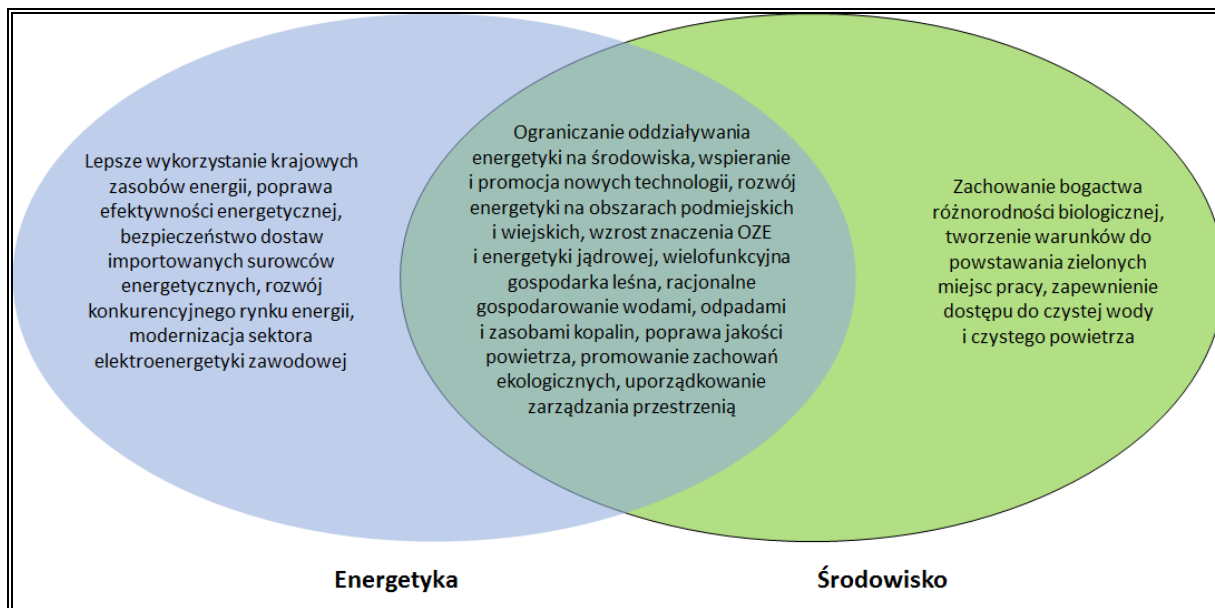 Lepsze wykorzystanie krajowych
zasobów energii, poprawa
efektywności energetycznej,
bezpieczeństwo dostaw
importowanych surowców
energetycznych, rozwój
konkurencyjnego rynku energii,
modernizacja sektora
elektroenergetyki zawodowej
Ograniczanie oddziaływania
energetyki na środowiska, wspieranie
i promocja nowych technologii, rozwój
energetyki na obszarach podmiejskich
i wiejskich, wzrost znaczenia OZE
i energetyki jądrowej, wielofunkcyjna
gospodarka leśna, racjonalne
gospodarowanie wodami, odpadami
i zasobami kopalin, poprawa jakości
powietrza, promowanie zachowań
ekologicznych, uporządkowanie
zarządzania przestrzenią
Zachowanie bogactwa
różnorodności biologicznej,
tworzenie warunków do
powstawania zielonych
miejsc pracy, zapewnienie
dostępu do czystej wody
i czystego powietrza
Energetyka
Środowisko